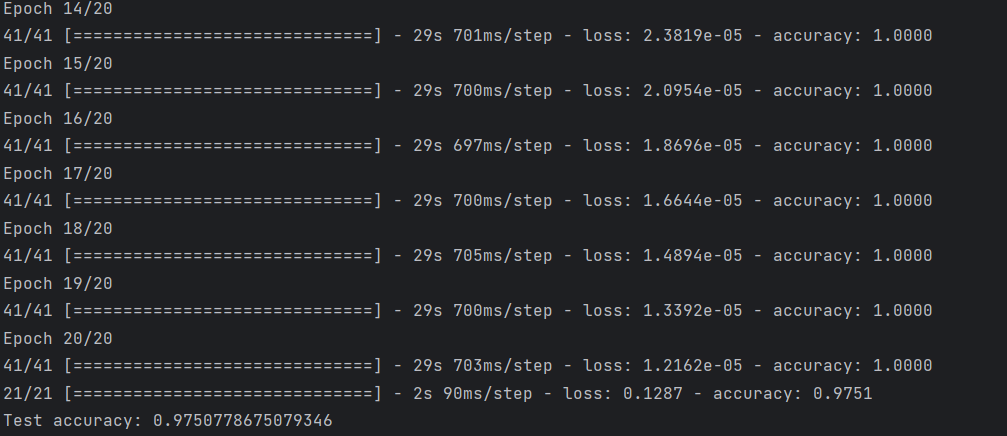 Epoch 14/20
41/41 [==============================] - 29s 701ms/step - loss: 2.3819e-05 - accuracy: 1.0000
Epoch 15/20
41/41 [==============================] - 29s 700ms/step - loss: 2.0954e-05 - accuracy: 1.0000
Epoch 16/20
41/41 [==============================] - 29s 697ms/step - loss: 1.8696e-05 - accuracy: 1.0000
Epoch 17/20
41/41 [==============================] - 29s 700ms/step - loss: 1.6644e-05 - accuracy: 1.0000
Epoch 18/20
41/41 [==============================] - 29s 705ms/step - loss: 1.4894e-05 - accuracy: 1.0000
Epoch 19/20
41/41 [==============================] - 29s 700ms/step - loss: 1.3392e-05 - accuracy: 1.0000
Epoch 20/20
41/41 [==============================] - 29s 703ms/step - loss: 1.2162e-05 - accuracy: 1.0000
21/21 [==============================] - 2s 90ms/step - loss: 0.1287 - accuracy: 0.9751
Test accuracy: 0.9750778675079346